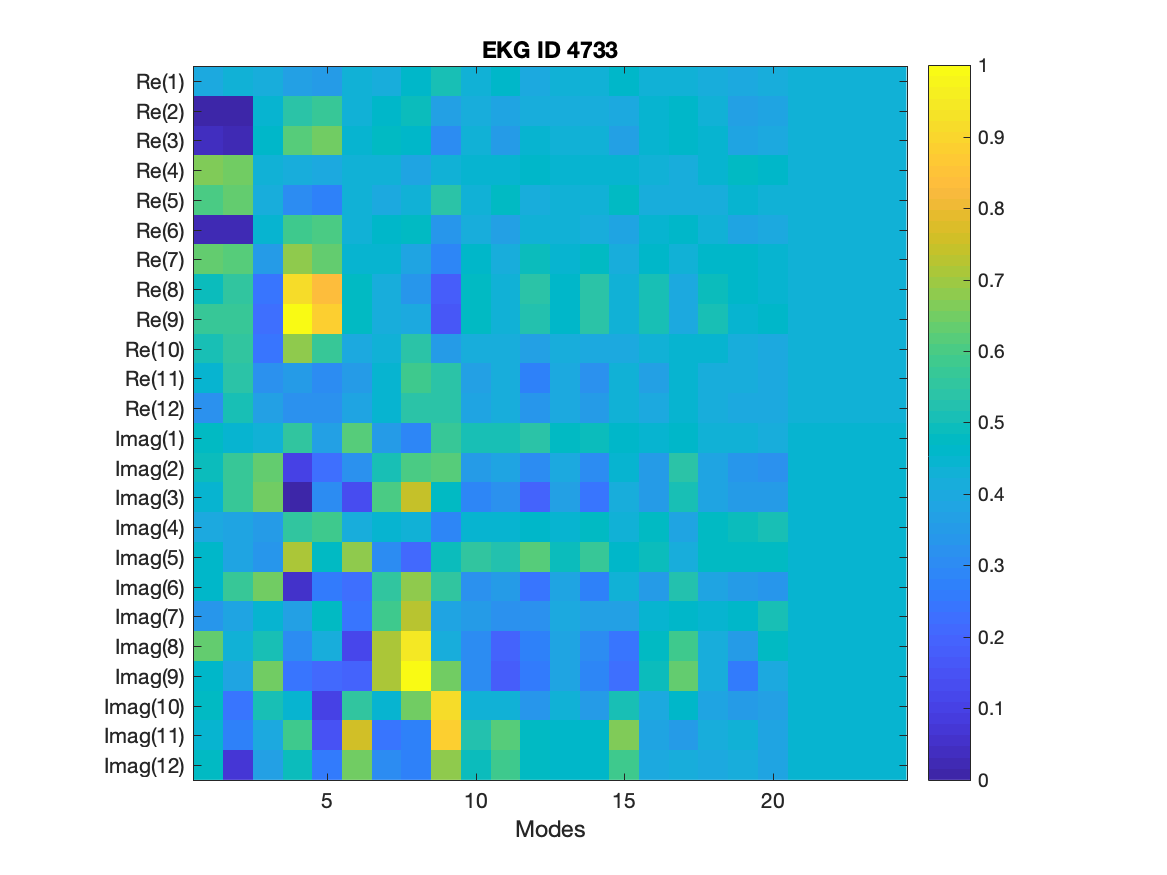 EKG ID 4733
Re(1)
Re(2)
Re(3)
Re(4)
Re(5)
Re(6)
Re(7)
Re(8)
Re(9)
Re(10)
Re(11)
Re(12)
Imag(1)
Imag(2)
Imag(3)
Imag(4)
Imag(5)
Imag(6)
Imag(7)
Imag(8)
Imag(9)
Imag(10)
Imag(11)
Imag(12)
5 10 15 20
Modes
1
0.9
0.8
0.7
0.6
0.5
0.4
0.3
0.2
0.1
0